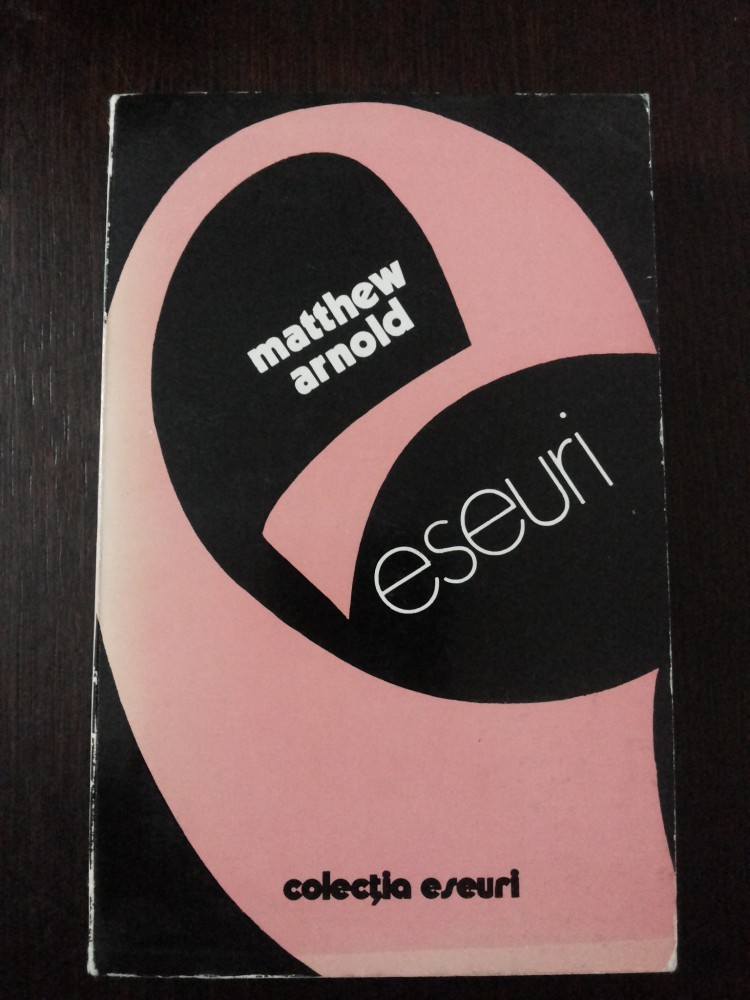 matthew
arnold
eseuri
colecția eseuri